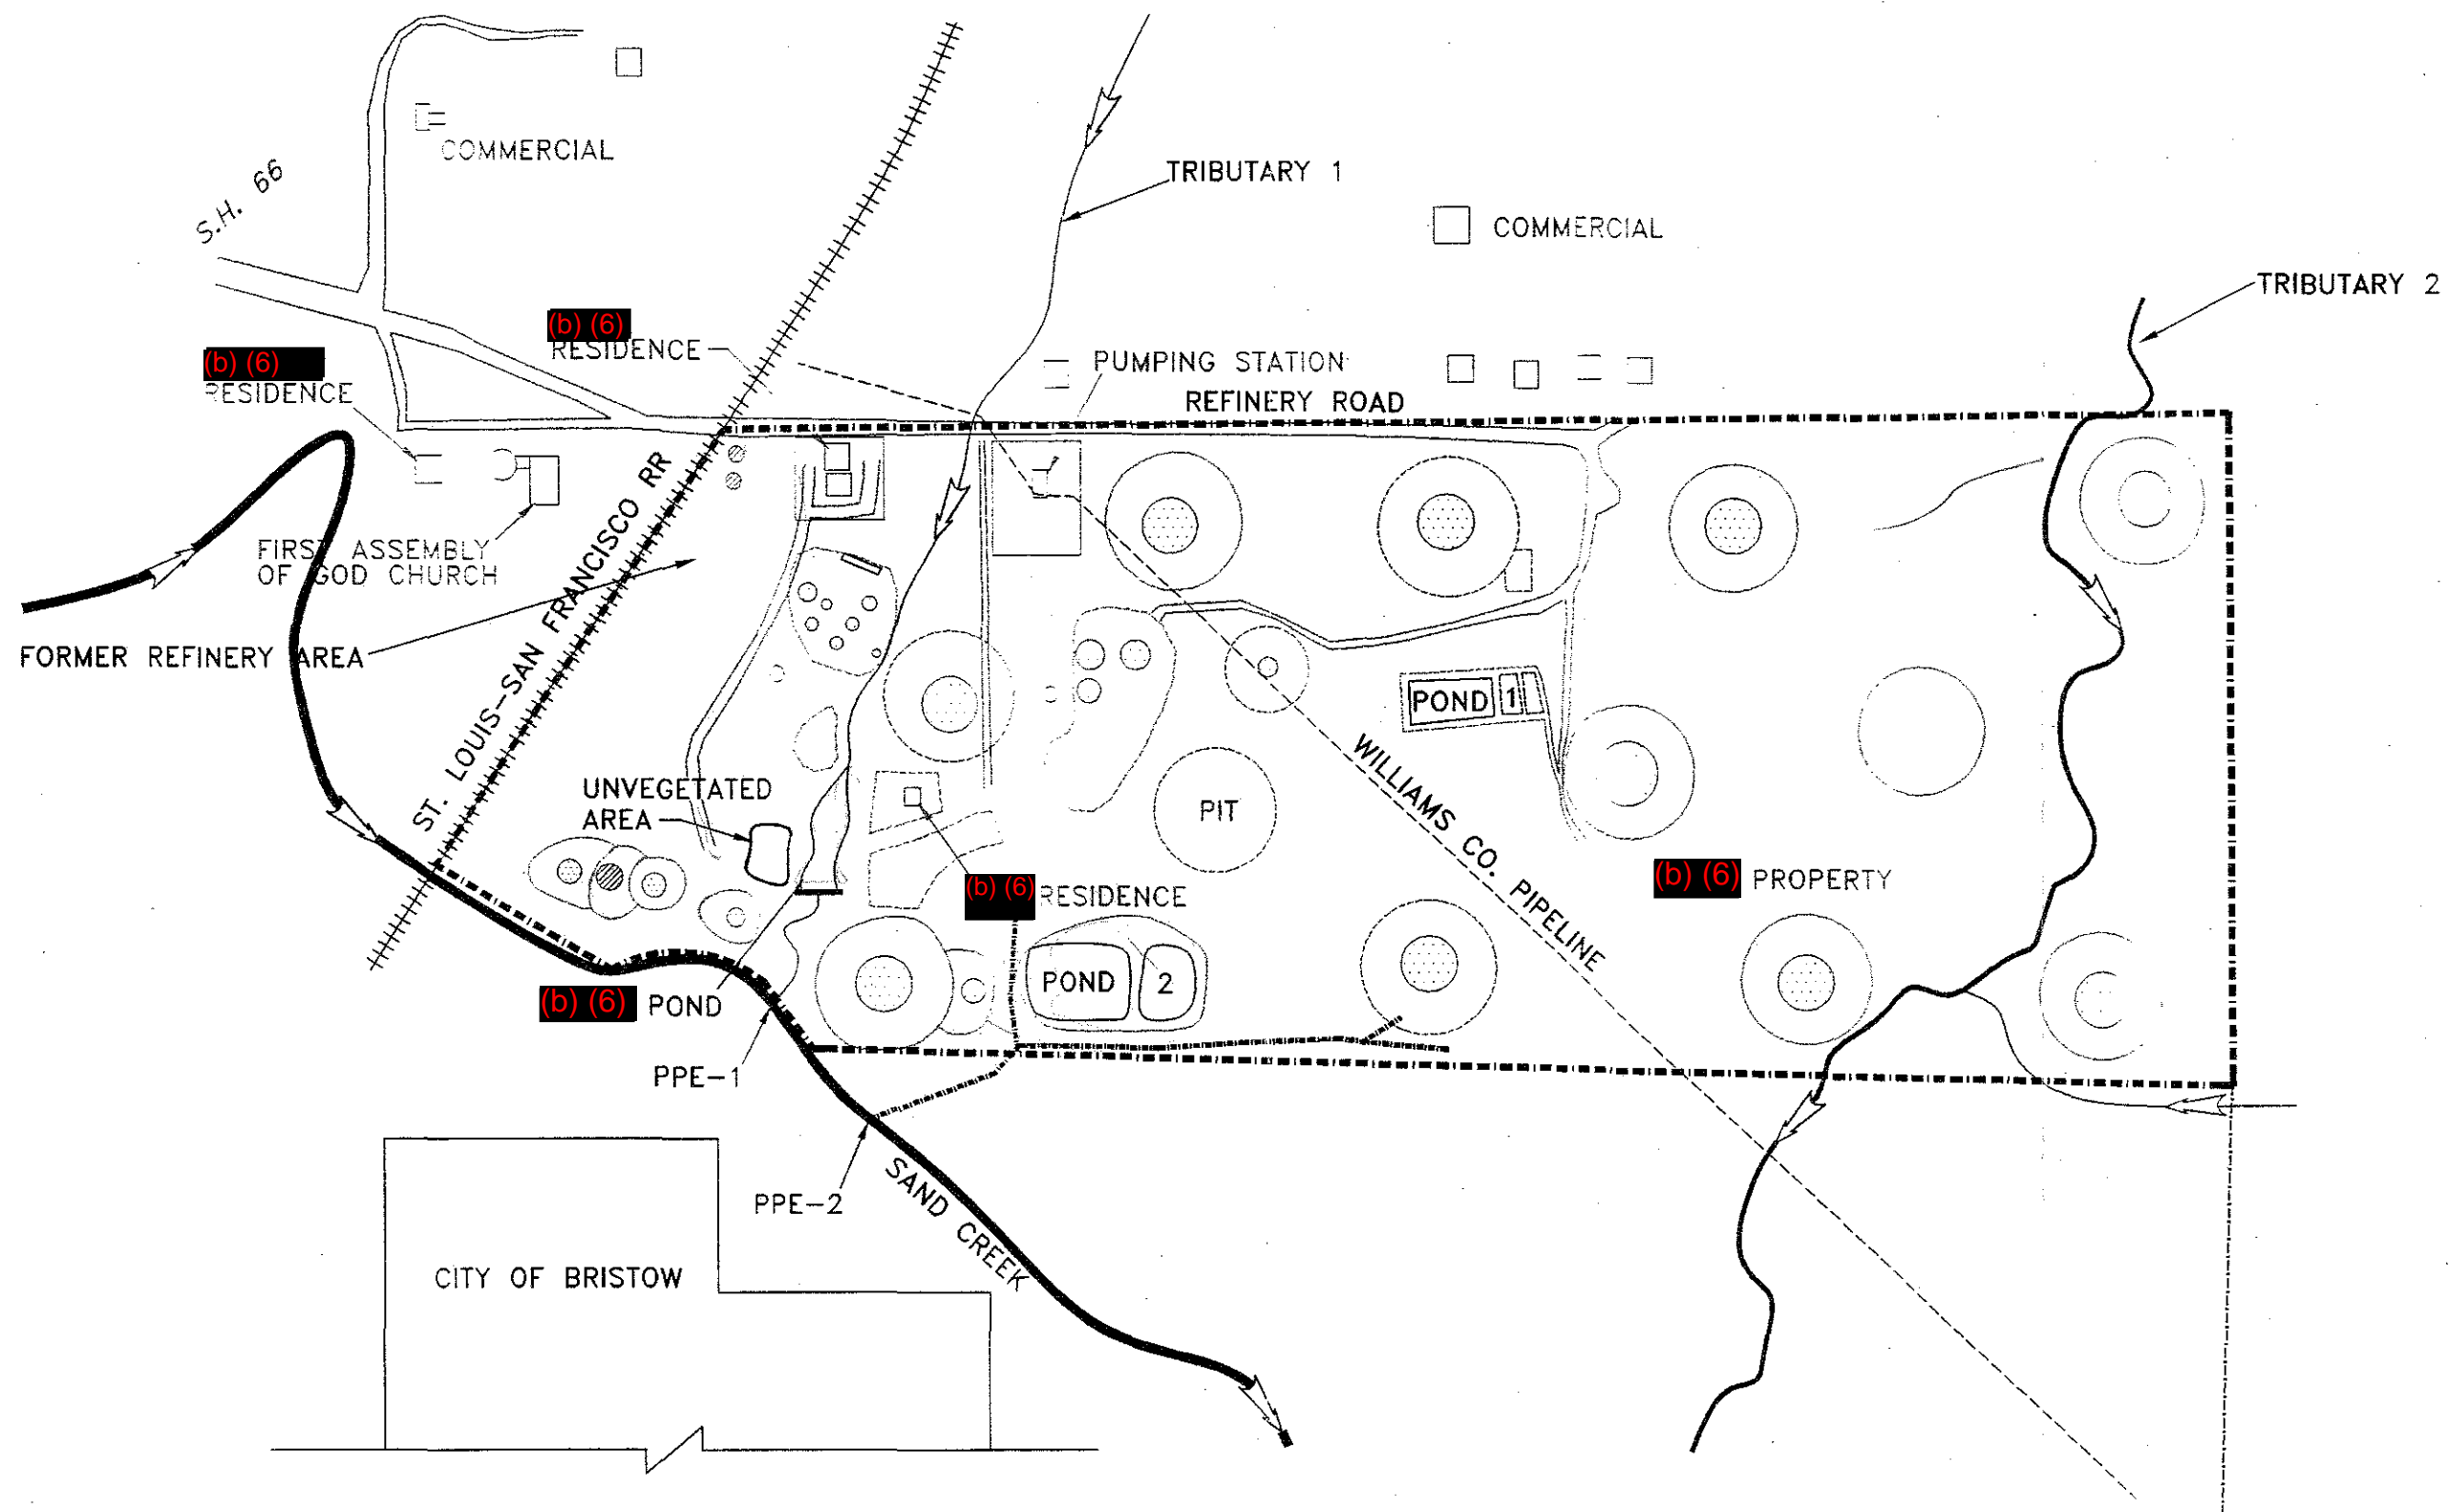 COMMERCIAL
S.H. 66
TRIBUTARY 1
COMMERCIAL
TRIBUTARY 2
(b) (6)
RESIDENCE
(b) (6)
RESIDENCE
PUMPING STATION
REFINERY ROAD
FIRST ASSEMBLY
OF GOD CHURCH
ST. LOUIS-SAN FRANCISCO RR
FORMER REFINERY AREA
POND 1
UNVEGETATED
AREA
PIT
WILLIAMS CO. PIPELINE
(b) (6) RESIDENCE
(b) (6) PROPERTY
POND 2
(b) (6) POND
PPE-1
PPE-2
SAND CREEK
CITY OF BRISTOW